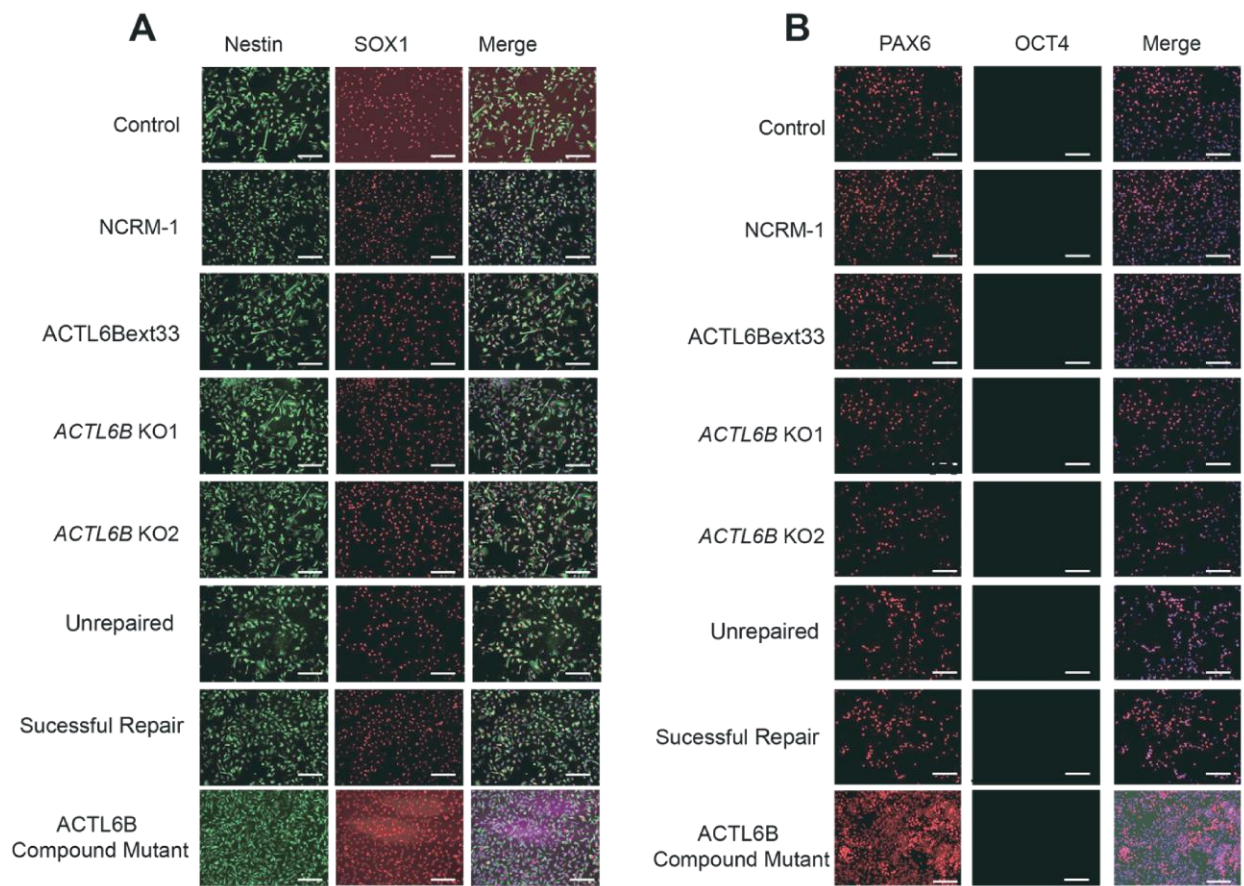 A
Nestin SOX1 Merge
Control
NCRM-1
ACTL6Bext33
ACTL6B KO1
ACTL6B KO2
Unrepaired
Sucessful Repair
ACTL6B
Compound Mutant
B
PAX6 OCT4 Merge
Control
NCRM-1
ACTL6Bext33
ACTL6B KO1
ACTL6B KO2
Unrepaired
Sucessful Repair
ACTL6B
Compound Mutant